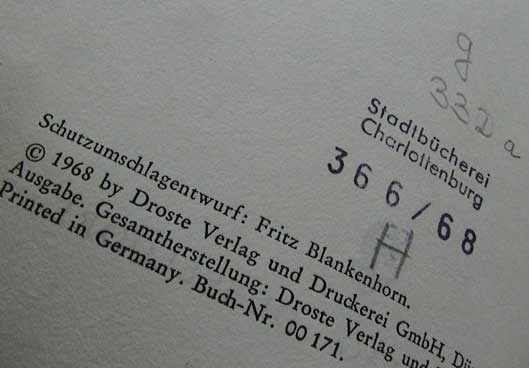 332 a
Stadtbücherei
Charlottenburg
366/68
H
Schutzumschlagentwurf: Fritz Blankenhorn.
© 1968 by Droste Verlag und Druckerei GmbH, Dü
Ausgabe. Gesamtherstellung: Droste Verlag und
Printed in Germany. Buch-Nr. 00 171.